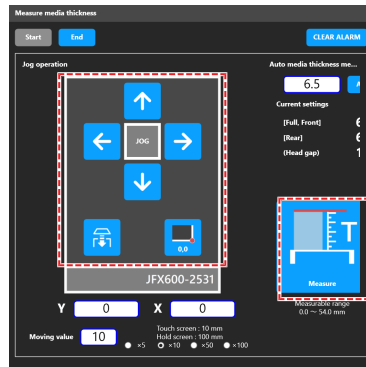 Measure media thickness
Start End CLEAR ALARM
Jog operation
Auto media thickness me...
6.5
Current settings
[Full, Front]
[Rear]
(Head gap)
JOG
0,0
JFX600-2531
Measure
Measurable range
0.0 ～ 54.0 mm
Y 0 X 0
Touch screen : 10 mm
Hold screen : 100 mm
Moving value 10 ×5 ×10 ×50 ×100